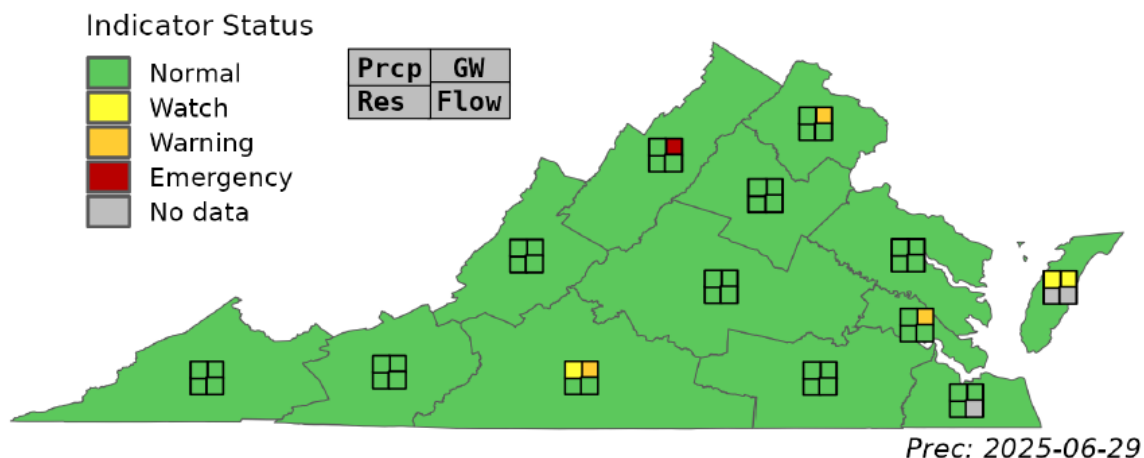 Indicator Status
Normal
Watch
Warning
Emergency
No data
Prcp GW
Res Flow
Prec: 2025-06-29